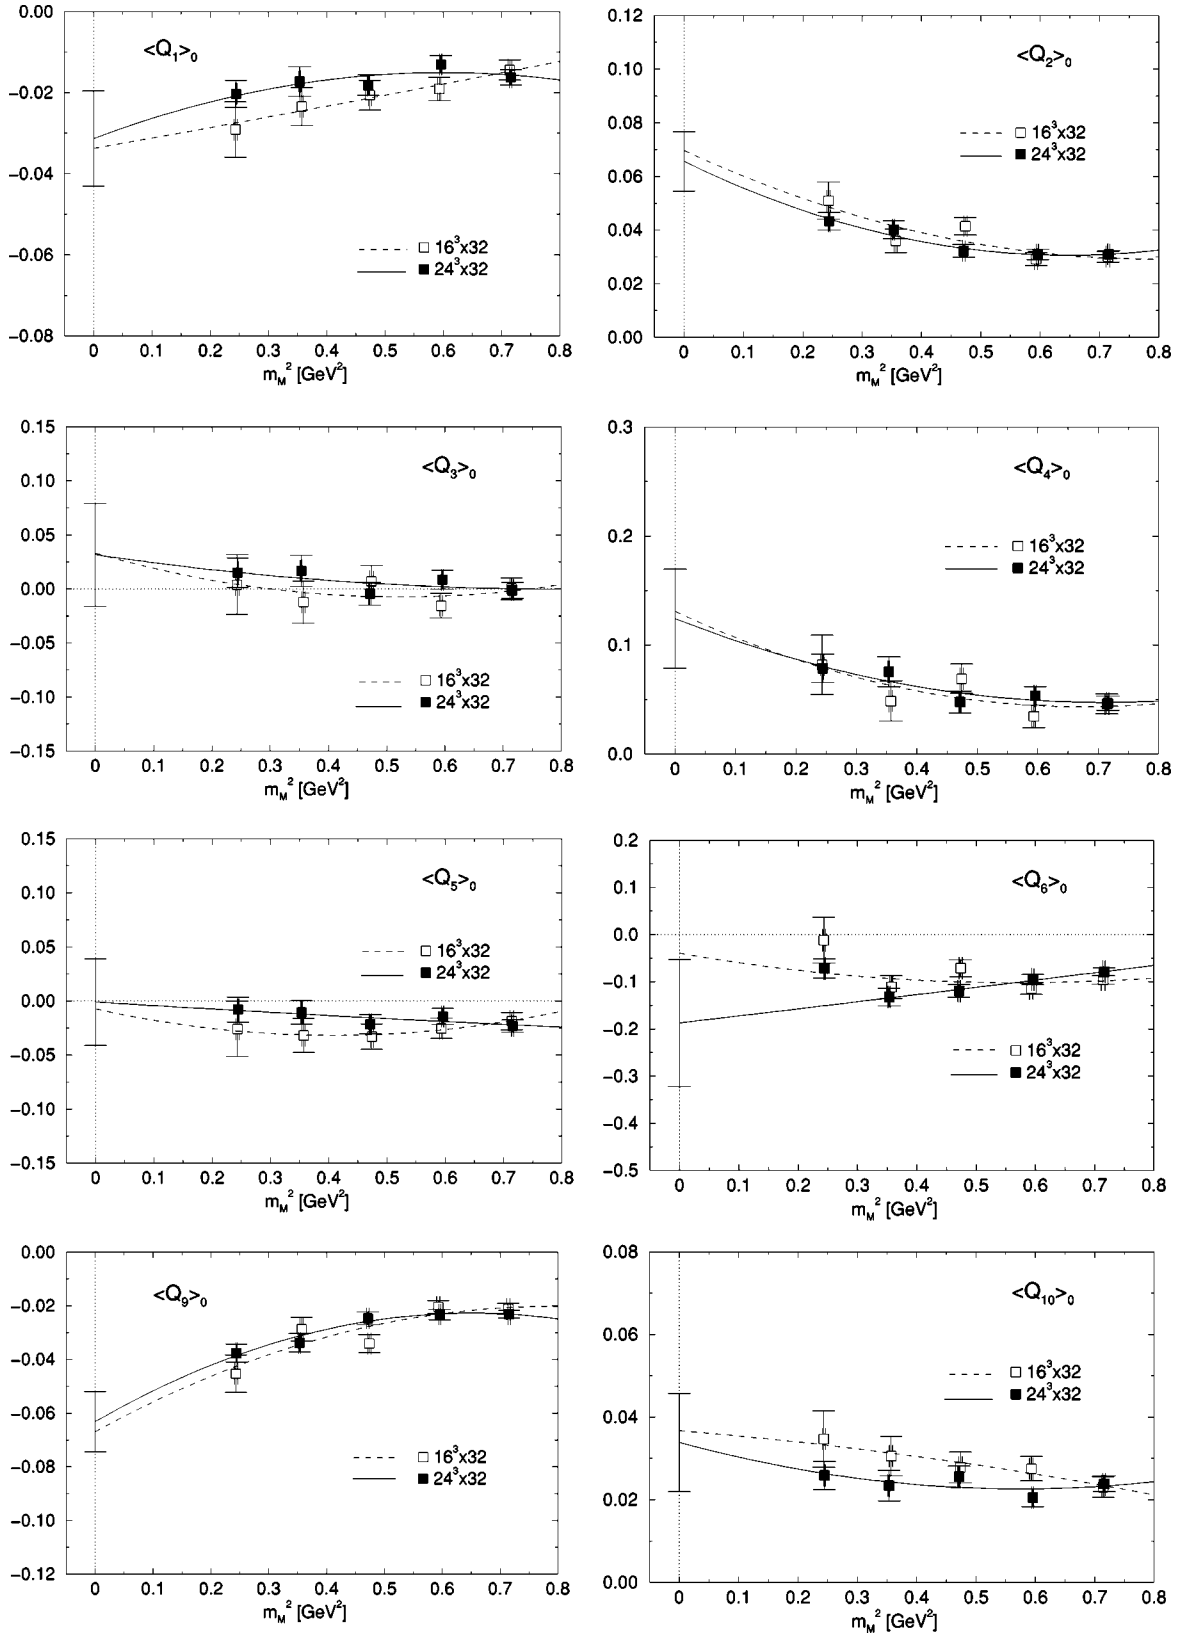 <Q₁>₀
0.00
−0.02
−0.04
−0.06
−0.08
16³x32
24³x32
0 0.1 0.2 0.3 0.4 0.5 0.6 0.7 0.8
m_M² [GeV²]
<Q₂>₀
0.12
0.10
0.08
0.06
0.04
0.02
0.00
16³x32
24³x32
0 0.1 0.2 0.3 0.4 0.5 0.6 0.7 0.8
m_M² [GeV²]
<Q₃>₀
0.15
0.10
0.05
0.00
−0.05
−0.10
−0.15
16³x32
24³x32
0 0.1 0.2 0.3 0.4 0.5 0.6 0.7 0.8
m_M² [GeV²]
<Q₄>₀
0.3
0.2
0.1
0.0
16³x32
24³x32
0 0.1 0.2 0.3 0.4 0.5 0.6 0.7 0.8
m_M² [GeV²]
<Q₅>₀
0.15
0.10
0.05
0.00
−0.05
−0.10
−0.15
16³x32
24³x32
0 0.1 0.2 0.3 0.4 0.5 0.6 0.7 0.8
m_M² [GeV²]
<Q₆>₀
0.2
0.1
0.0
−0.1
−0.2
−0.3
−0.4
−0.5
16³x32
24³x32
0 0.1 0.2 0.3 0.4 0.5 0.6 0.7 0.8
m_M² [GeV²]
<Q₉>₀
0.00
−0.02
−0.04
−0.06
−0.08
−0.10
−0.12
16³x32
24³x32
0 0.1 0.2 0.3 0.4 0.5 0.6 0.7 0.8
m_M² [GeV²]
<Q₁₀>₀
0.08
0.06
0.04
0.02
0.00
16³x32
24³x32
0 0.1 0.2 0.3 0.4 0.5 0.6 0.7 0.8
m_M² [GeV²]